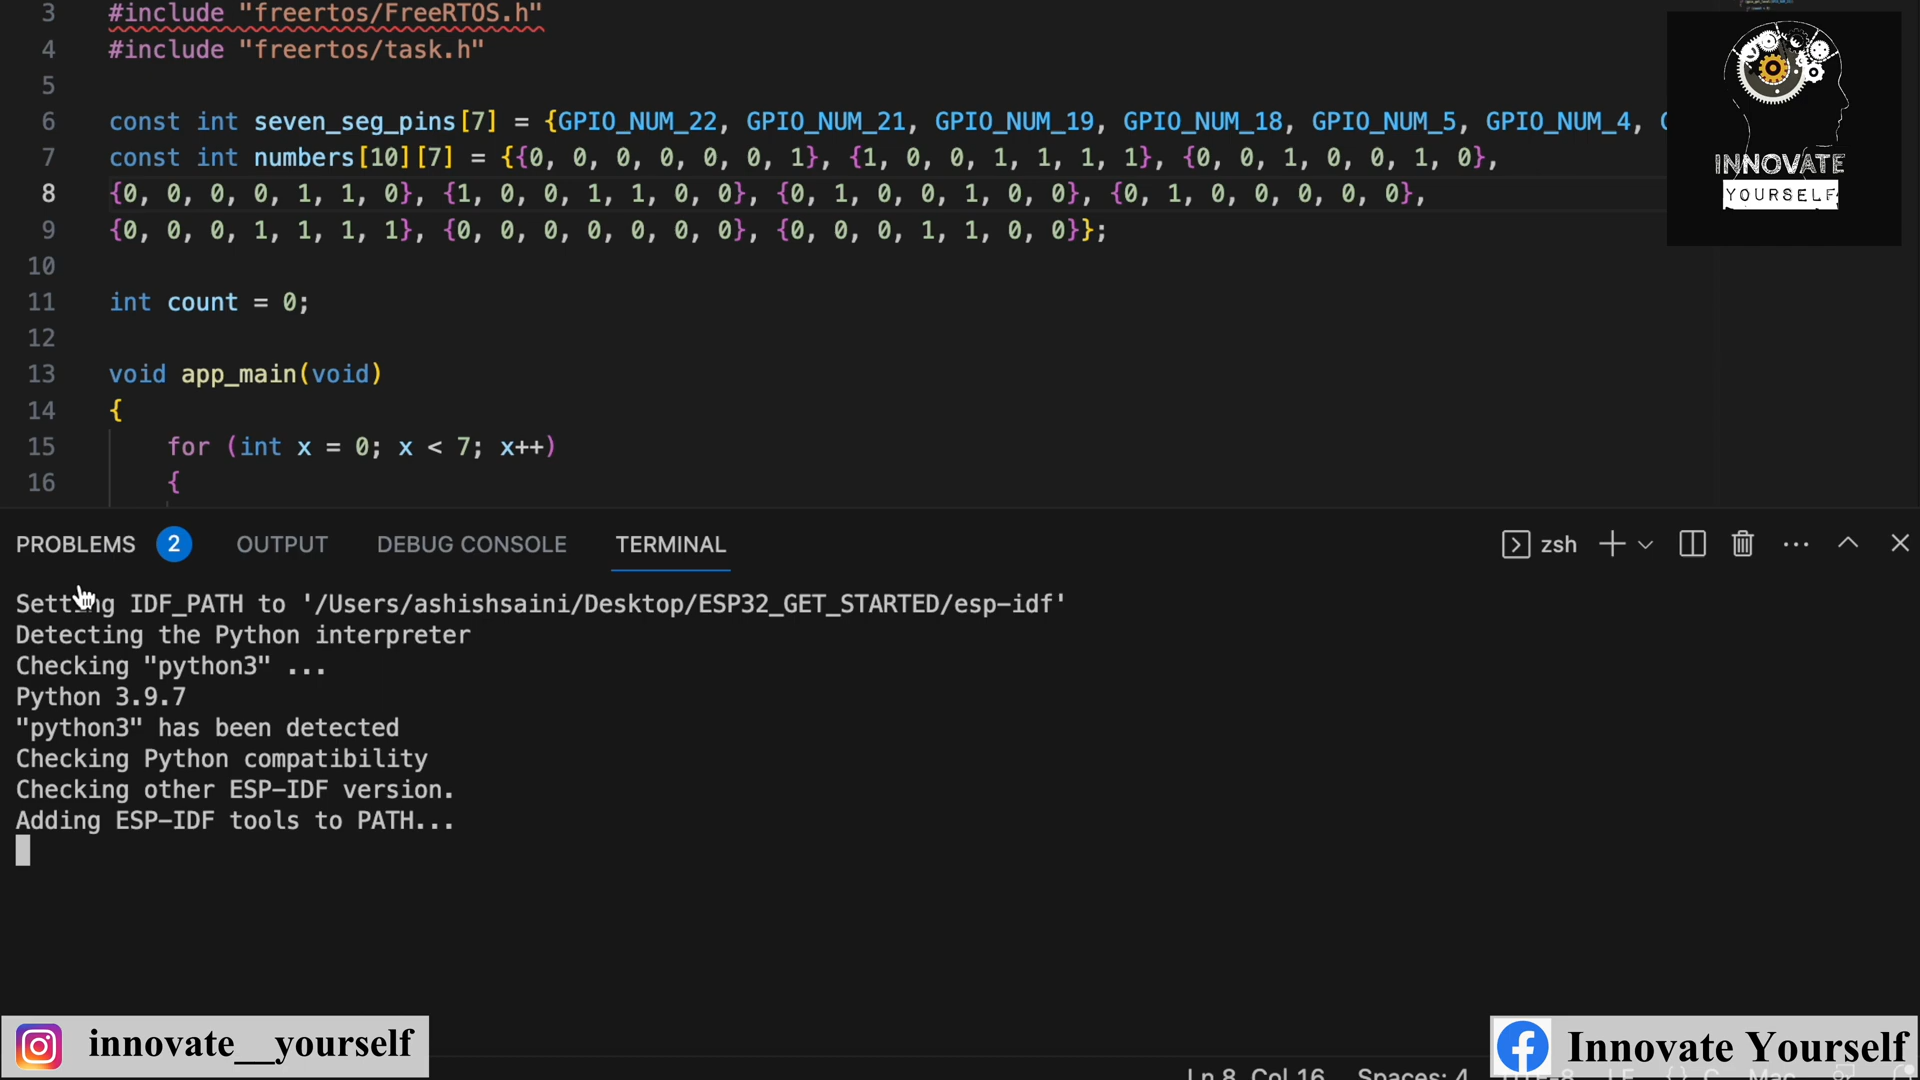 3 #include "freertos/FreeRTOS.h"
4 #include "freertos/task.h"
5
6 const int seven_seg_pins[7] = {GPIO_NUM_22, GPIO_NUM_21, GPIO_NUM_19, GPIO_NUM_18, GPIO_NUM_5, GPIO_NUM_4,
7 const int numbers[10][7] = {{0, 0, 0, 0, 0, 0, 1}, {1, 0, 0, 1, 1, 1, 1}, {0, 0, 1, 0, 0, 1, 0},
8 {0, 0, 0, 0, 1, 1, 0}, {1, 0, 0, 1, 1, 0, 0}, {0, 1, 0, 0, 1, 0, 0}, {0, 1, 0, 0, 0, 0, 0},
9 {0, 0, 0, 1, 1, 1, 1}, {0, 0, 0, 0, 0, 0, 0}, {0, 0, 0, 1, 1, 0, 0}};
10
11 int count = 0;
12
13 void app_main(void)
14 {
15 for (int x = 0; x < 7; x++)
16 {
INNOVATE
YOURSELF
PROBLEMS 2 OUTPUT DEBUG CONSOLE TERMINAL zsh
Setting IDF_PATH to '/Users/ashishsaini/Desktop/ESP32_GET_STARTED/esp-idf'
Detecting the Python interpreter
Checking "python3" ...
Python 3.9.7
"python3" has been detected
Checking Python compatibility
Checking other ESP-IDF version.
Adding ESP-IDF tools to PATH...
innovate__yourself
Innovate Yourself
Ln 8, Col 16 Spaces: 4